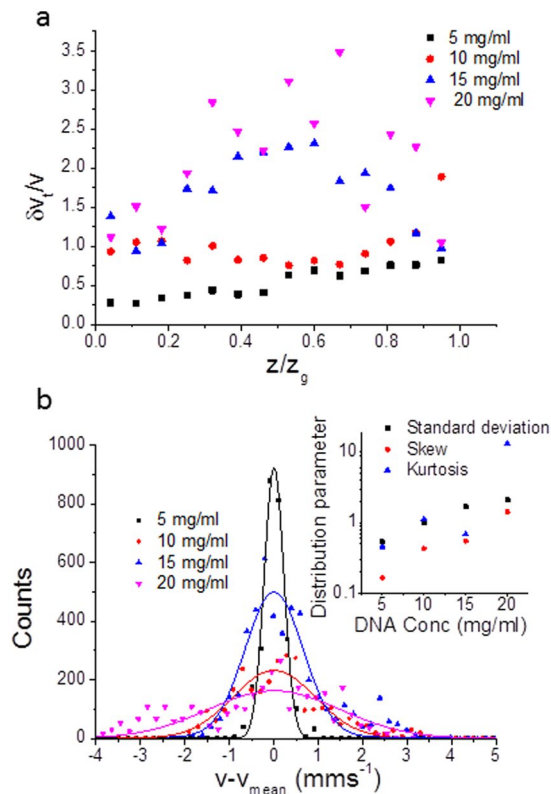 a
5 mg/ml
10 mg/ml
15 mg/ml
20 mg/ml
3.5
3.0
2.5
2.0
1.5
1.0
0.5
0.0
δvt/v
0.0 0.2 0.4 0.6 0.8 1.0
z/zg
b
1000
800
600
400
200
0
Counts
5 mg/ml
10 mg/ml
15 mg/ml
20 mg/ml
-4 -3 -2 -1 0 1 2 3 4 5
v-vmean (mms-1)
Standard deviation
Skew
Kurtosis
10
1
0.1
Distribution parameter
5 10 15 20
DNA Conc (mg/ml)